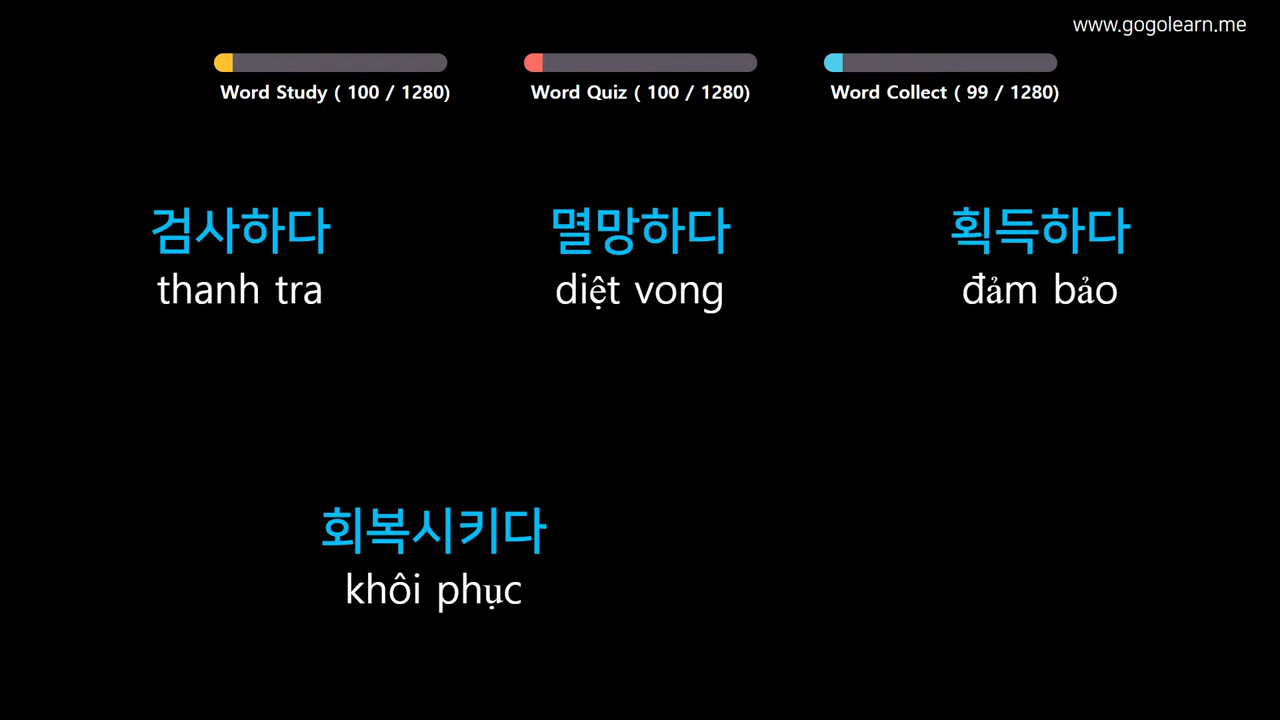 www.gogolearn.me
Word Study ( 100 / 1280)
Word Quiz ( 100 / 1280)
Word Collect ( 99 / 1280)
검사하다
thanh tra
멸망하다
diệt vong
획득하다
đảm bảo
회복시키다
khôi phục